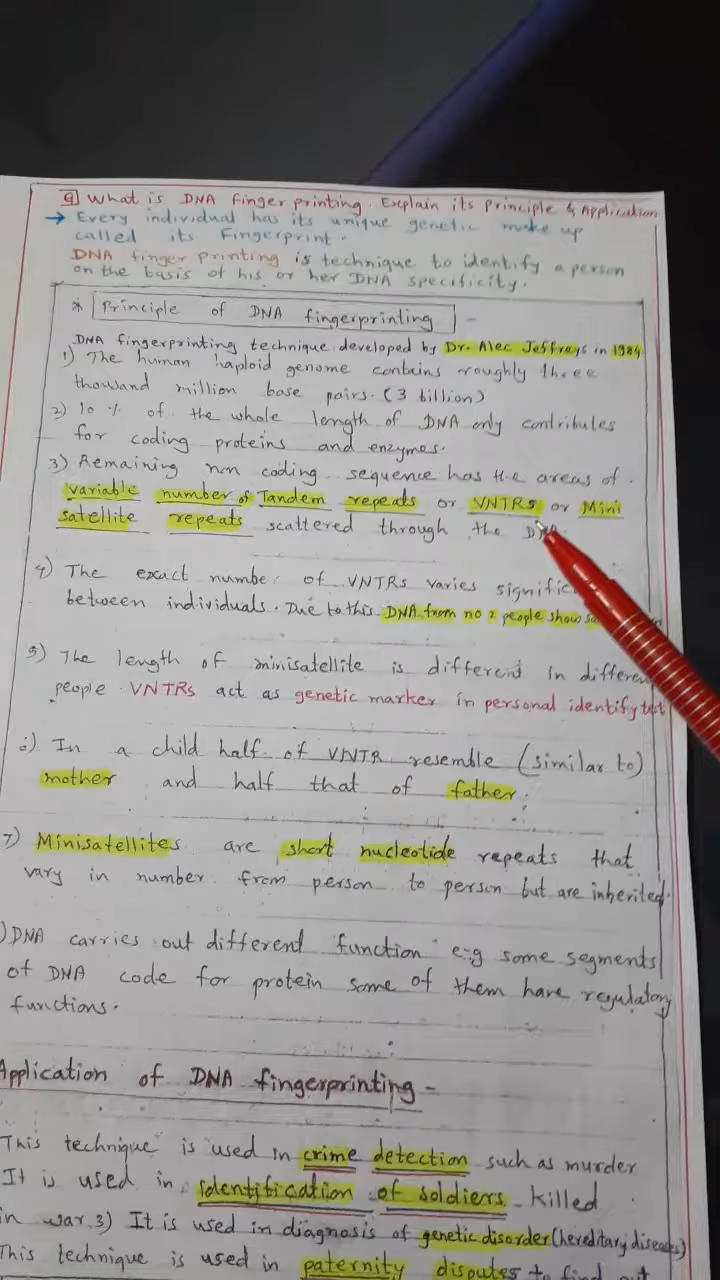 Q What is DNA finger printing. Explain its principle & Application
→ Every individual has its unique genetic make up
called its Fingerprint.
DNA finger printing is technique to identify a person
on the basis of his or her DNA specificity.
* Principle of DNA fingerprinting -
DNA fingerprinting technique developed by Dr. Alec Jeffreys in 1984
1) The human haploid genome contains roughly three
thousand million base pairs. (3 billion)
2) 10 % of the whole length of DNA only contributes
for coding proteins and enzymes.
3) Remaining non coding sequence has the areas of
variable number of Tandem repeats or VNTRs or Mini
satellite repeats scattered through the DNA
4) The exact number of VNTRs varies
between individuals. Due to this DNA from no 2 people show
5) The length of minisatellite is different in
people VNTRs act as genetic marker in personal identify
In a child half of VNTR resemble (similar to)
mother and half that of father.
7) Minisatellites are short nucleotide repeats that
vary in number from person to person but are inherited.
) DNA carries out different function e.g some segments
of DNA code for protein some of them have regulatory
functions.
Application of DNA fingerprinting -
This technique is used in crime detection such as murder
It is used in identification of soldiers killed
in war. 3) It is used in diagnosis of genetic disorder (hereditary diseases)
This technique is used in paternity disputes to find